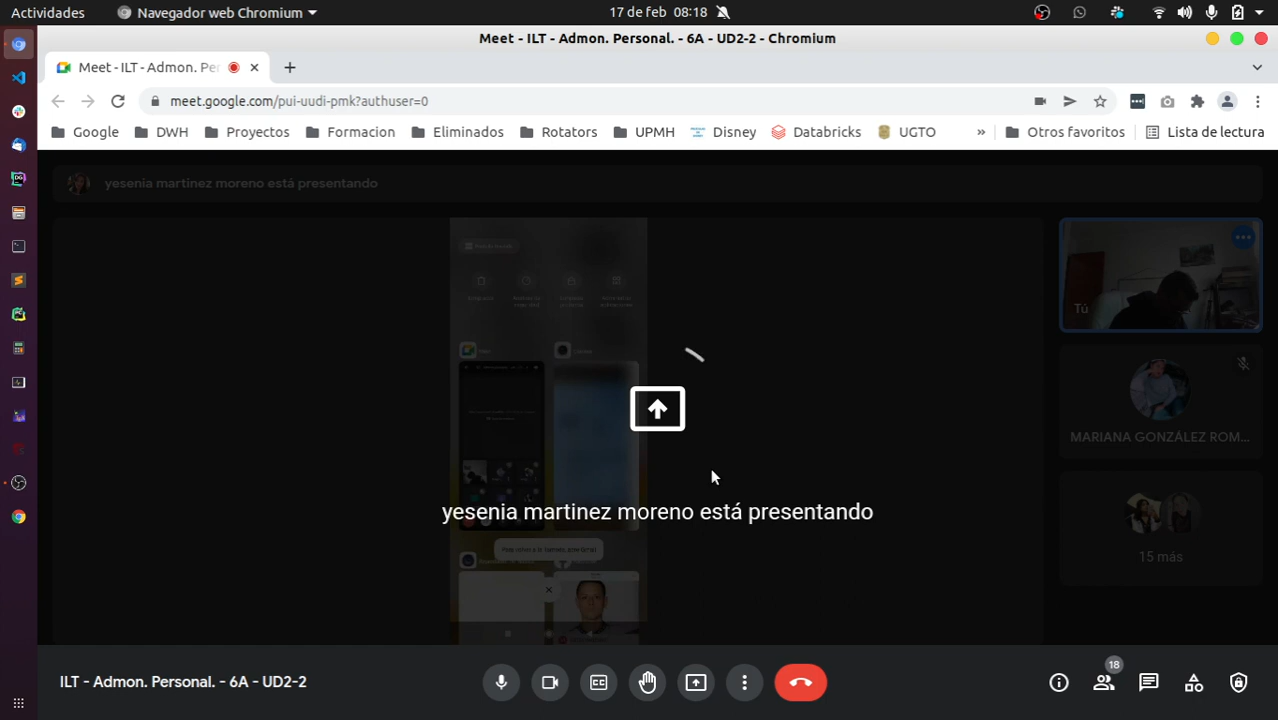 Actividades
Navegador web Chromium
17 de feb 08:18
Meet - ILT - Admon. Personal. - 6A - UD2-2 - Chromium
Meet - ILT - Admon. Per
meet.google.com/pui-uudi-pmk?authuser=0
Google
DWH
Proyectos
Formacion
Eliminados
Rotators
UPMH
Disney
Databricks
UGTO
»
Otros favoritos
Lista de lectura
yesenia martinez moreno está presentando
Tú
MARIANA GONZÁLEZ ROM...
15 más
yesenia martinez moreno está presentando
ILT - Admon. Personal. - 6A - UD2-2
18